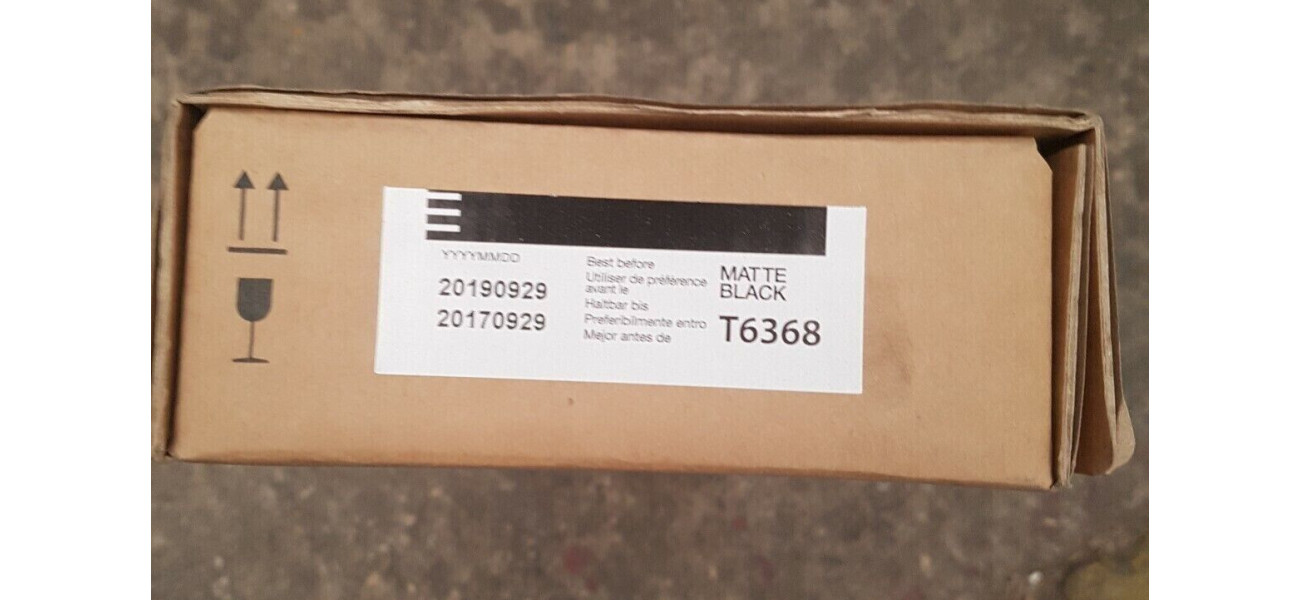 YYYYMMDD
20190929
20170929
Best before
Utiliser de préférence
avant le
Haltbar bis
Preferibilmente entro
Mejor antes de
MATTE
BLACK
T6368